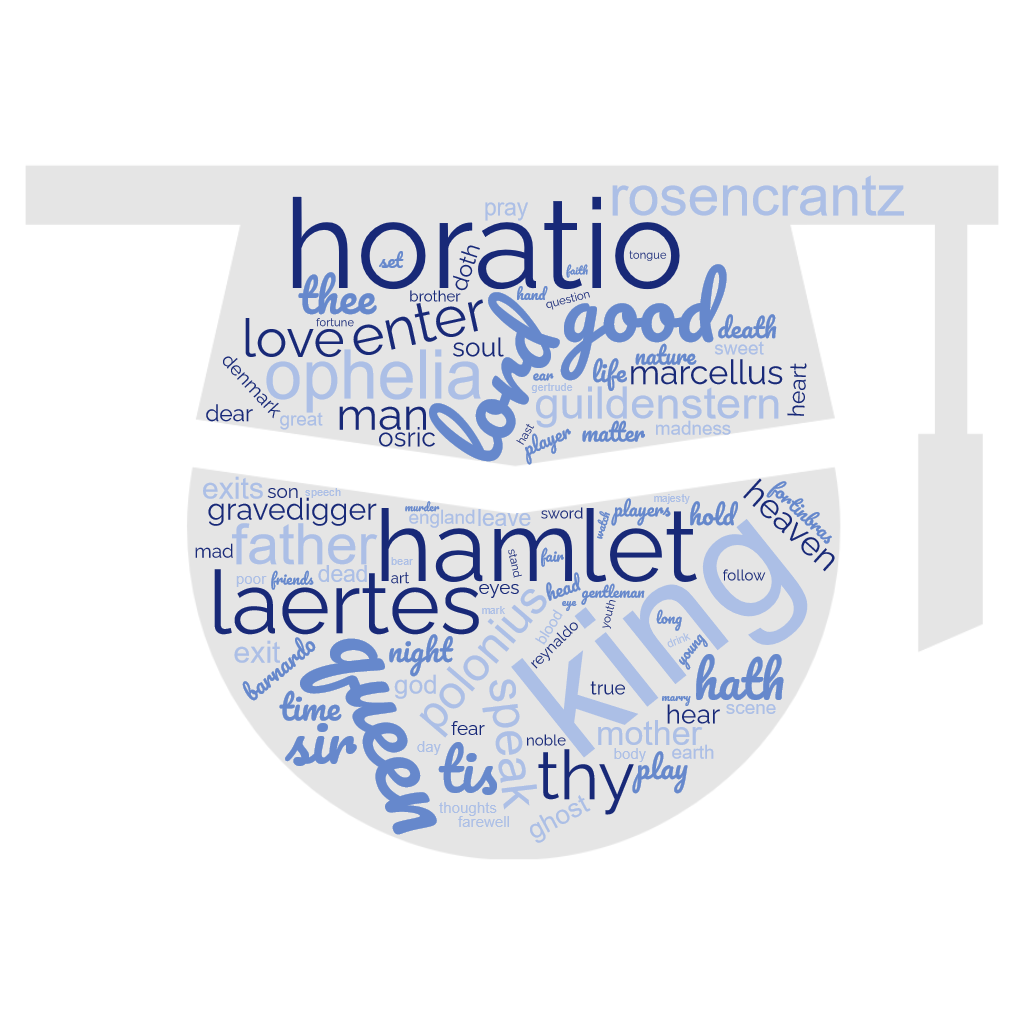 rosencrantz
pray
horatio
tongue
doth
set
faith
thee
brother
hand
question
good
lord
fortune
love
enter
soul
death
nature
sweet
denmark
ophelia
ear
gertrude
life
marcellus
heart
guildenstern
dear
great
man
osric
hast
player
matter
madness
exits
son
speech
gravedigger
murder
england
leave
sword
watch
players
majesty
hold
heaven
fortinbras
mad
father
hamlet
bear
stand
fair
poor
friends
dead
art
eyes
head
gentleman
follow
laertes
mark
eye
youth
king
exit
barnardo
queen
night
god
polonius
blood
reynaldo
long
drink
young
hath
time
sir
speak
true
marry
hear
scene
fear
day
noble
mother
body
earth
tis
thy
play
thoughts
farewell
ghost